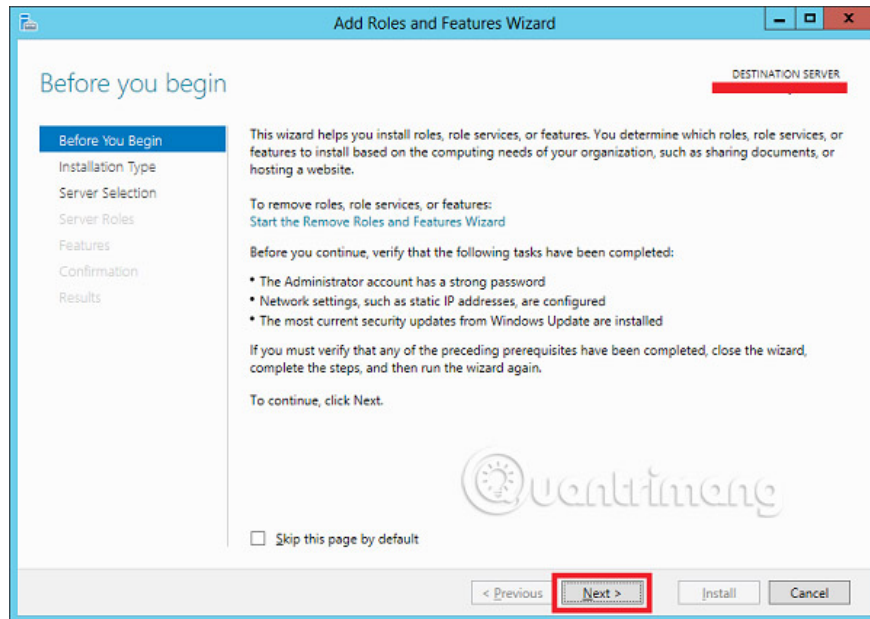 Add Roles and Features Wizard
Before you begin
DESTINATION SERVER
Before You Begin
Installation Type
Server Selection
Server Roles
Features
Confirmation
Results
This wizard helps you install roles, role services, or features. You determine which roles, role services, or
features to install based on the computing needs of your organization, such as sharing documents, or
hosting a website.
To remove roles, role services, or features:
Start the Remove Roles and Features Wizard
Before you continue, verify that the following tasks have been completed:
• The Administrator account has a strong password
• Network settings, such as static IP addresses, are configured
• The most current security updates from Windows Update are installed
If you must verify that any of the preceding prerequisites have been completed, close the wizard,
complete the steps, and then run the wizard again.
To continue, click Next.
Quantrimang
Skip this page by default
< Previous
Next >
Install
Cancel